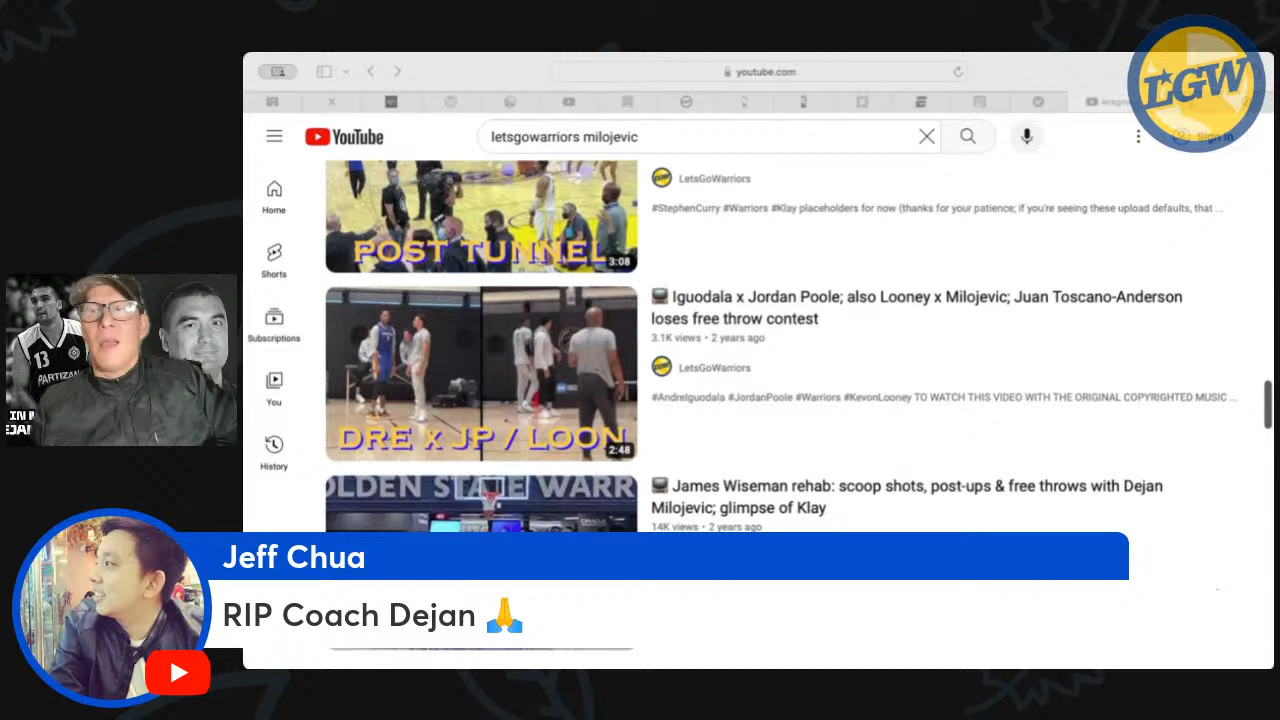 LGW
youtube.com
YouTube
letsgowarriors milojevic
Sign in
Home
Shorts
Subscriptions
You
History
POST TUNNEL
3:08
LetsGoWarriors
#StephenCurry #Warriors #Klay placeholders for now (thanks for your patience; if you're seeing these upload defaults, that ...
DRE x JP / LOON
2:48
Iguodala x Jordan Poole; also Looney x Milojevic; Juan Toscano-Anderson
loses free throw contest
3.1K views • 2 years ago
LetsGoWarriors
#AndreIguodala #JordanPoole #Warriors #KevonLooney TO WATCH THIS VIDEO WITH THE ORIGINAL COPYRIGHTED MUSIC ...
OLDEN STATE WARR
James Wiseman rehab: scoop shots, post-ups & free throws with Dejan
Milojevic; glimpse of Klay
14K views • 2 years ago
13
PARTIZAN
IN
EJAN
Jeff Chua
RIP Coach Dejan 🙏